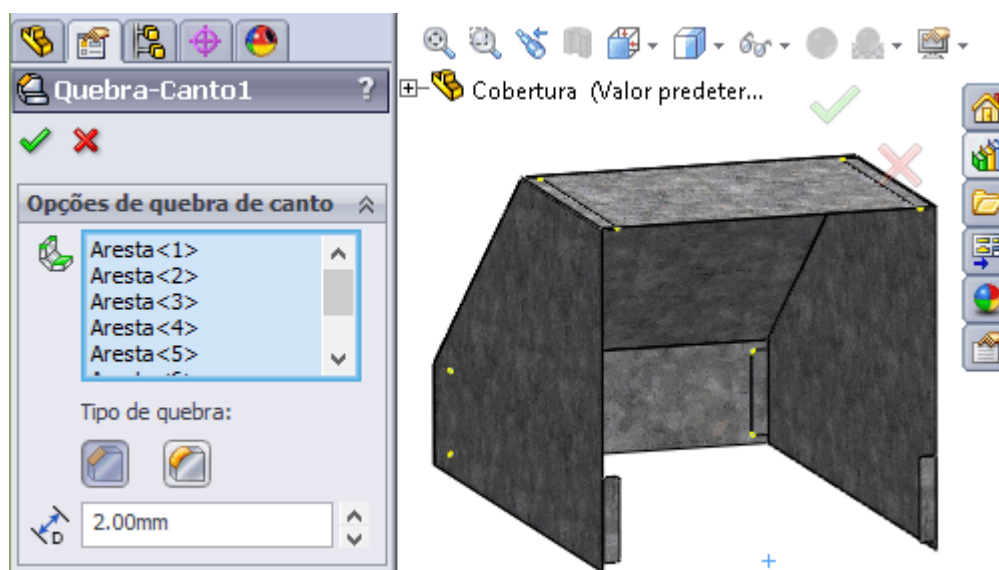 Quebra-Canto1 ?
Cobertura (Valor predeter...
Opções de quebra de canto
Aresta<1>
Aresta<2>
Aresta<3>
Aresta<4>
Aresta<5>
Tipo de quebra:
D
2.00mm